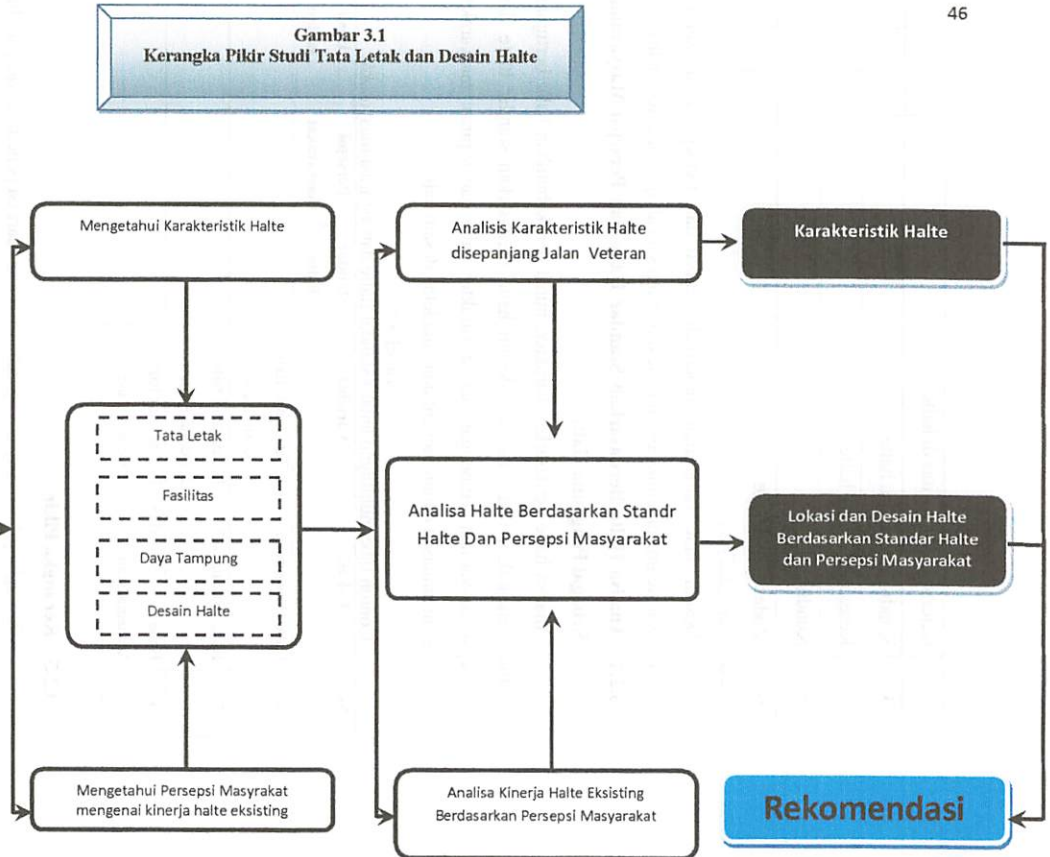 46
Gambar 3.1
Kerangka Pikir Studi Tata Letak dan Desain Halte
Mengetahui Karakteristik Halte
Tata Letak
Fasilitas
Daya Tampung
Desain Halte
Mengetahui Persepsi Masyrakat
mengenai kinerja halte eksisting
Analisis Karakteristik Halte
disepanjang Jalan Veteran
Analisa Halte Berdasarkan Standr
Halte Dan Persepsi Masyarakat
Analisa Kinerja Halte Eksisting
Berdasarkan Persepsi Masyarakat
Karakteristik Halte
Lokasi dan Desain Halte
Berdasarkan Standar Halte
dan Persepsi Masyarakat
Rekomendasi